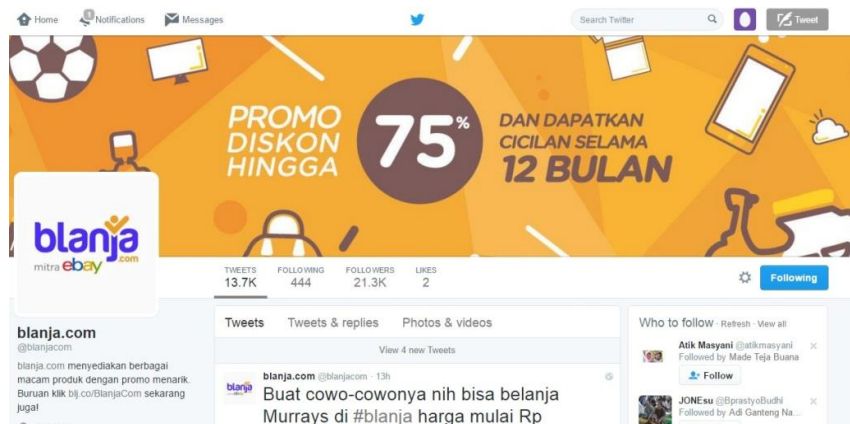 Home
1
Notifications
Messages
Search Twitter
Tweet
PROMO
DISKON
HINGGA
75%
DAN DAPATKAN
CICILAN SELAMA
12 BULAN
blanja
.com
mitra ebay
TWEETS
13.7K
FOLLOWING
444
FOLLOWERS
21.3K
LIKES
2
Following
blanja.com
@blanjacom
blanja.com menyediakan berbagai
macam produk dengan promo menarik.
Buruan klik blj.co/BlanjaCom sekarang
juga!
Tweets
Tweets & replies
Photos & videos
View 4 new Tweets
blanja
blanja.com @blanjacom · 13h
Buat cowo-cowonya nih bisa belanja
Murrays di #blanja harga mulai Rp
Who to follow · Refresh · View all
Atik Masyani @atikmasyani
Followed by Made Teja Buana
Follow
JONEsu @BprastyoBudhi
Followed by Adi Ganteng Na...